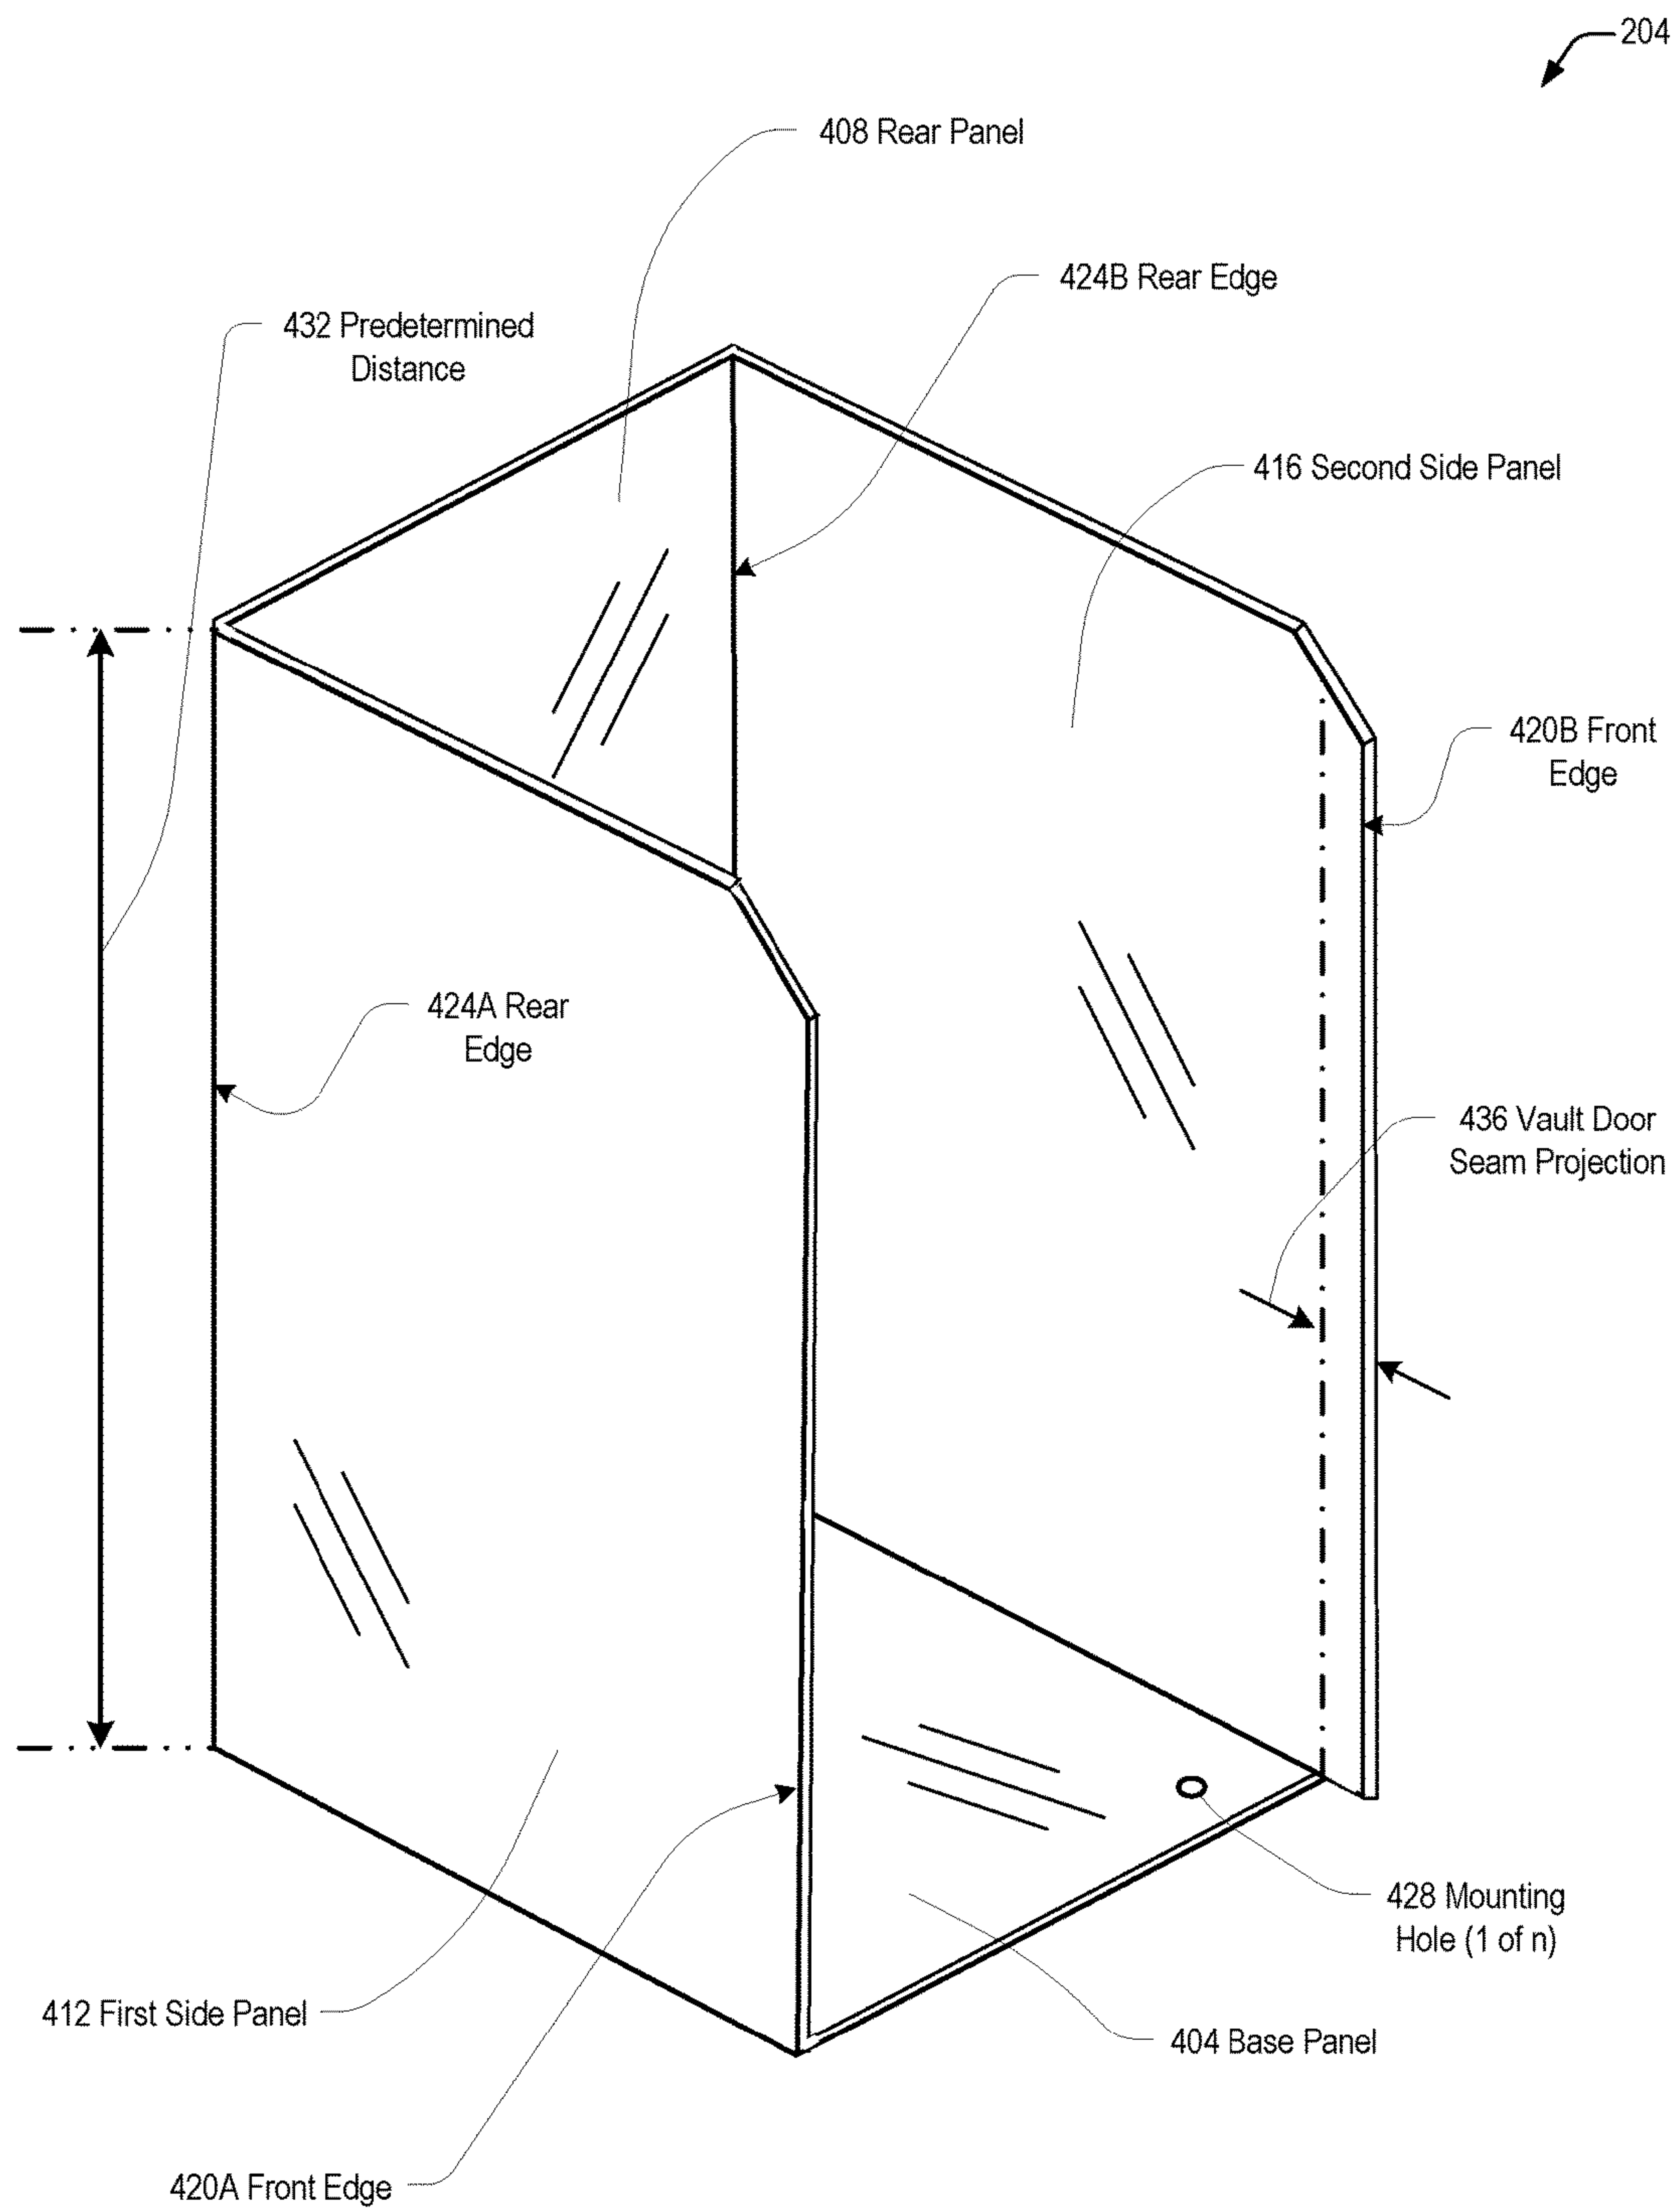 204
408 Rear Panel
424B Rear Edge
432 Predetermined
Distance
416 Second Side Panel
420B Front
Edge
424A Rear
Edge
436 Vault Door
Seam Projection
428 Mounting
Hole (1 of n)
412 First Side Panel
404 Base Panel
420A Front Edge